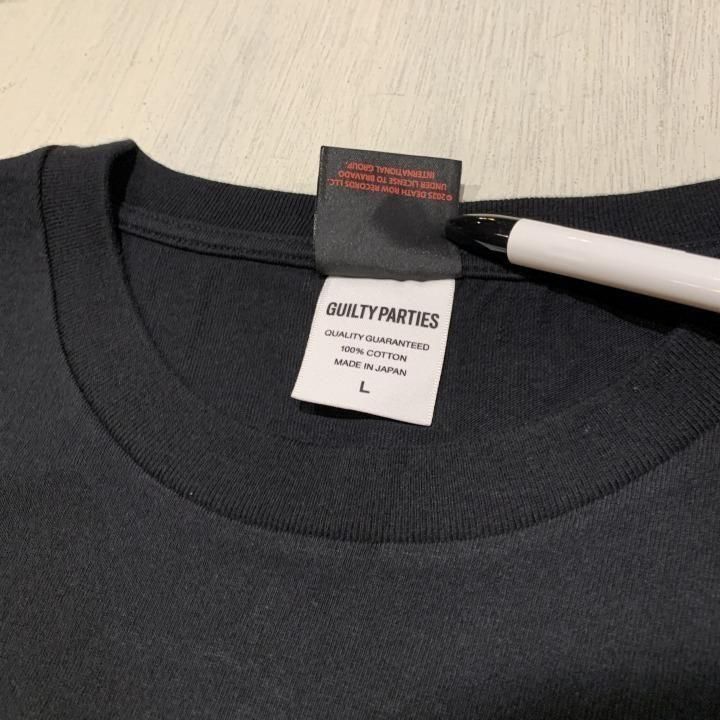 ©2025 DEATH ROW RECORDS LLC.
UNDER LICENSE TO BRAVADO
INTERNATIONAL GROUP.
GUILTY PARTIES
QUALITY GUARANTEED
100% COTTON
MADE IN JAPAN
L